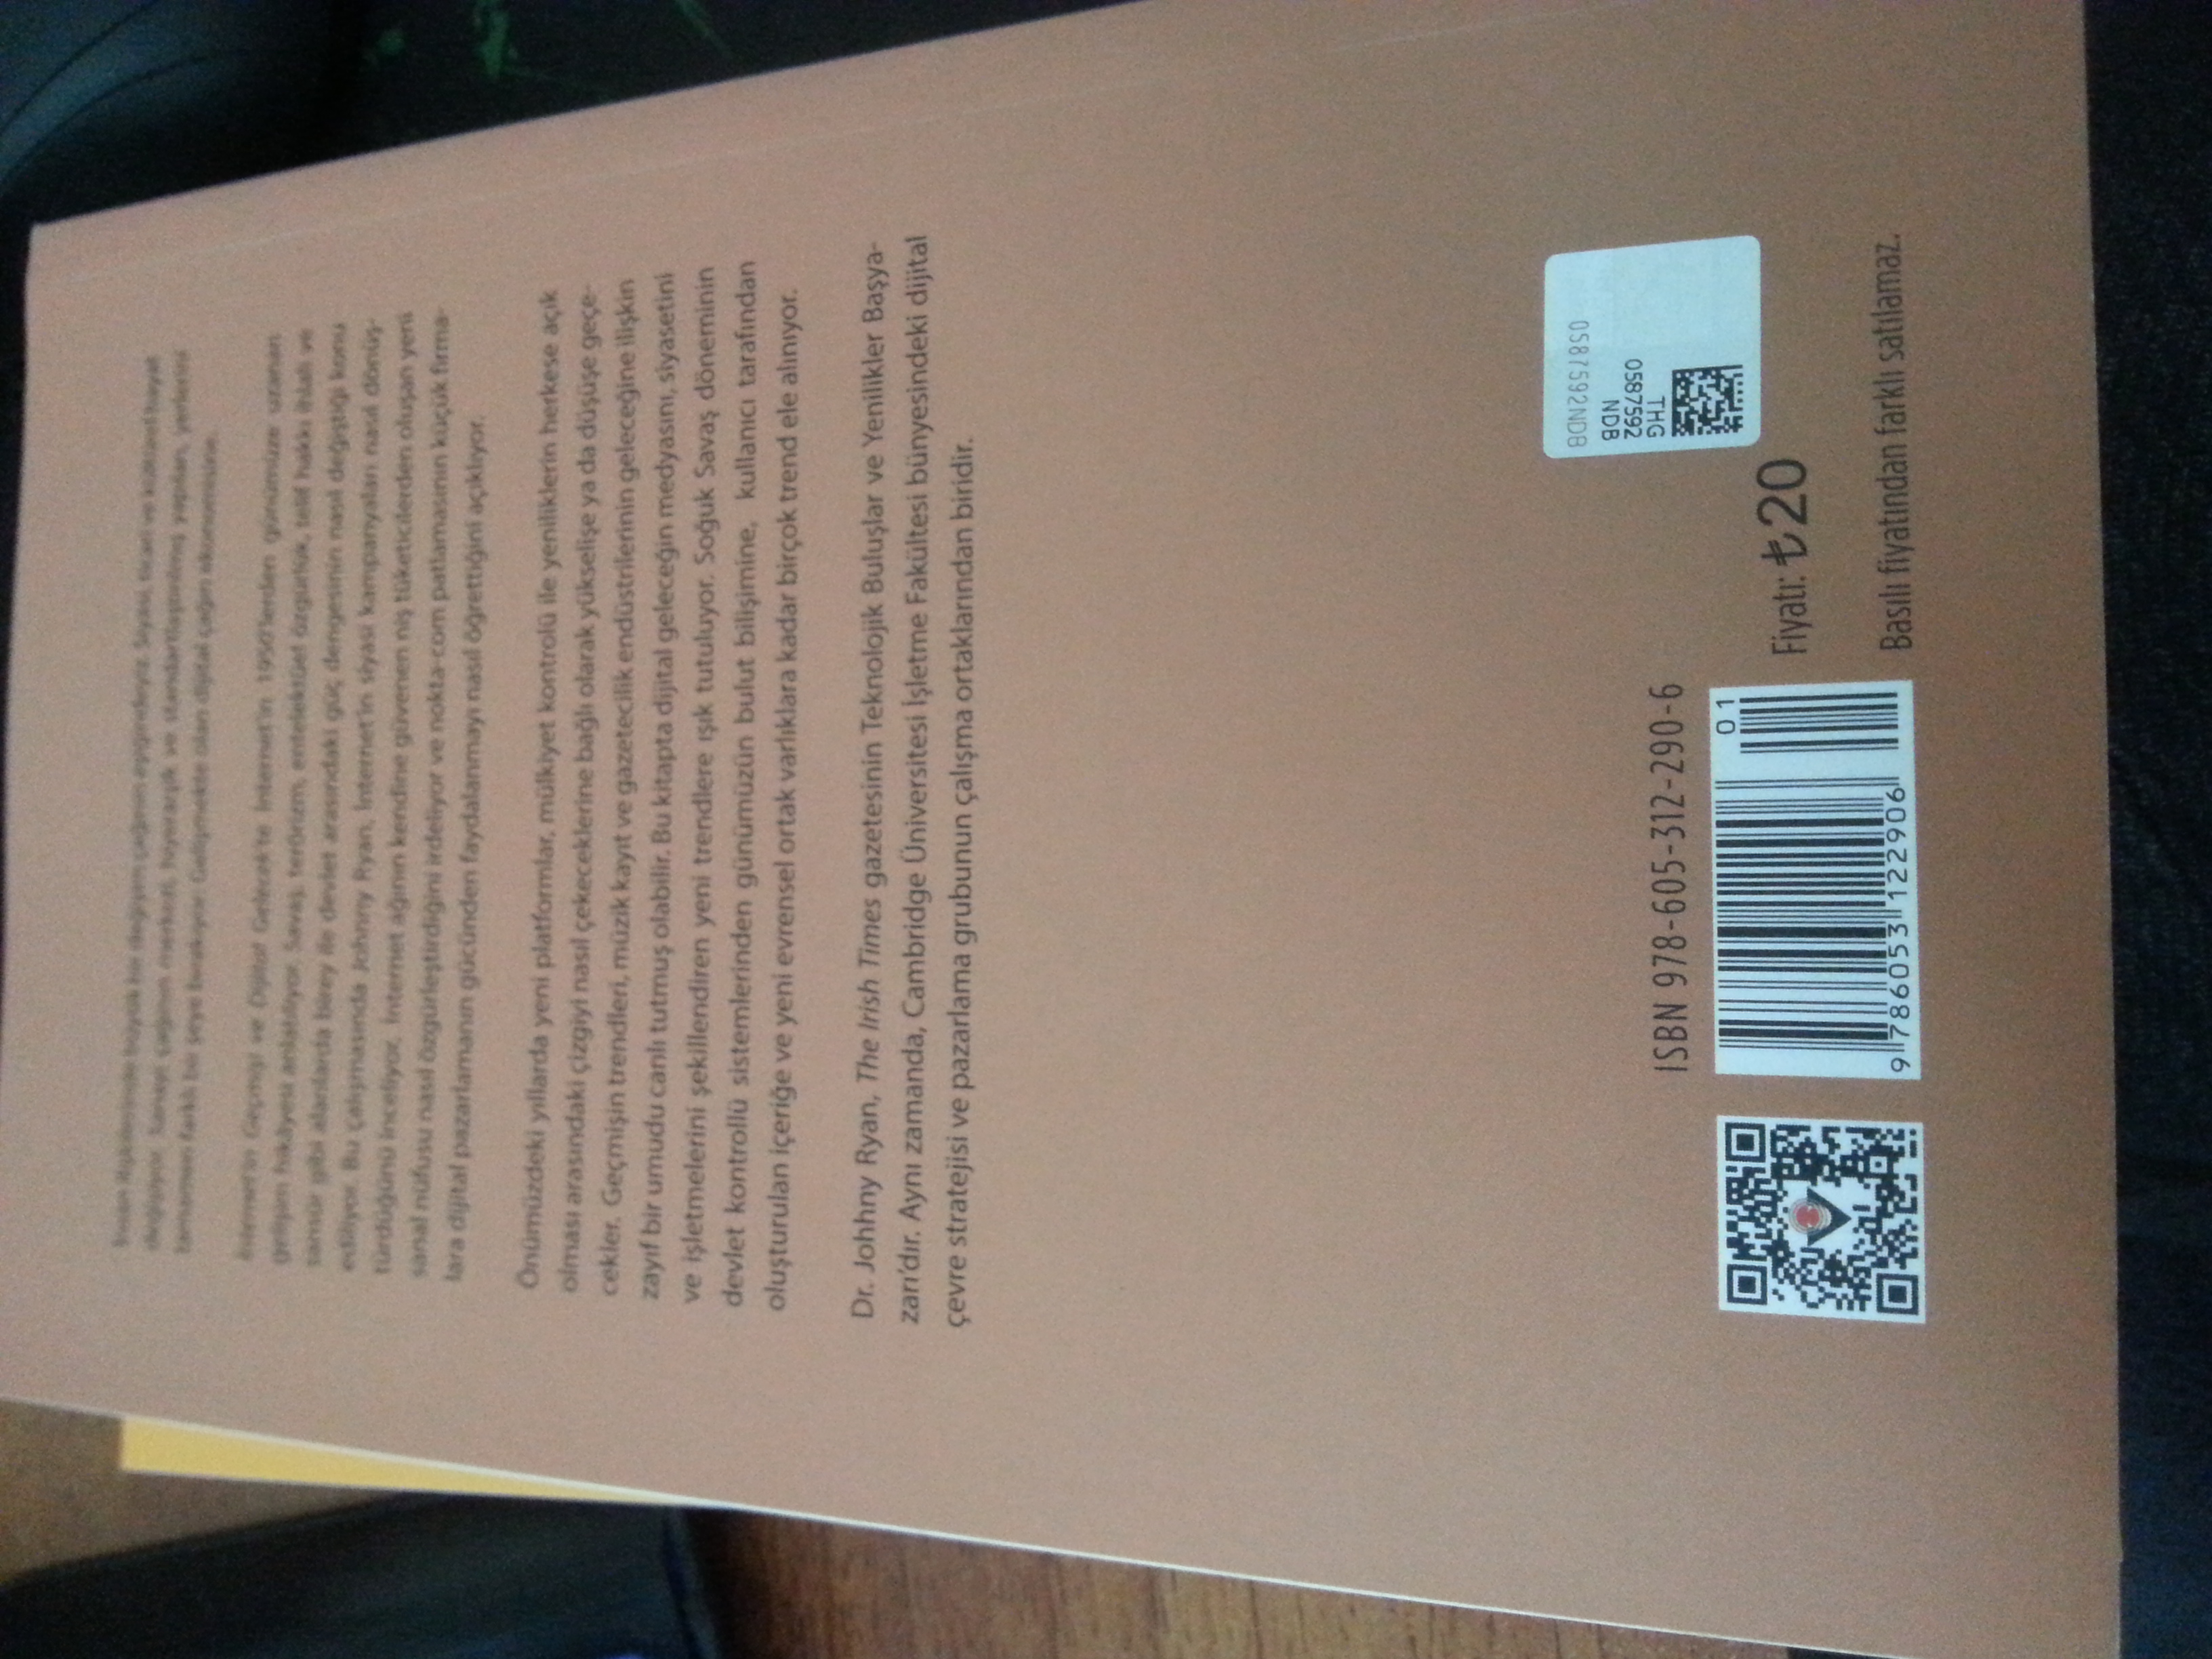 İnsan ilişkilerinde büyük bir değişim çağının eşiğindeyiz. Siyasi, ticari ve kültürel hayat
değişiyor. Sanayi çağının merkezi, hiyerarşik ve standartlaştırılmış yapıları, yerlerini
tamamen farklı bir şeye bırakıyor: Gelişmekte olan dijital çağın ekonomisine.
İnternet'in Geçmişi ve Dijital Gelecek'te İnternet'in 1950'lerden günümüze uzanan
gelişim hikâyesi anlatılıyor. Savaş, terörizm, entelektüel özgürlük, telif hakkı ihlali ve
sansür gibi alanlarda birey ile devlet arasındaki güç dengesinin nasıl değiştiği konu
ediliyor. Bu çalışmasında Johnny Ryan, İnternet'in siyasi kampanyaları nasıl dönüş-
türdüğünü inceliyor, İnternet ağının kendine güvenen niş tüketicilerden oluşan yeni
sanal nüfusu nasıl özgürleştirdiğini irdeliyor ve nokta-com patlamasının küçük firma-
lara dijital pazarlamanın gücünden faydalanmayı nasıl öğrettiğini açıklıyor.
Önümüzdeki yıllarda yeni platformlar, mülkiyet kontrolü ile yeniliklerin herkese açık
olması arasındaki çizgiyi nasıl çekeceklerine bağlı olarak yükselişe ya da düşüşe geçe-
cekler. Geçmişin trendleri, müzik kayıt ve gazetecilik endüstrilerinin geleceğine ilişkin
zayıf bir umudu canlı tutmuş olabilir. Bu kitapta dijital geleceğin medyasını, siyasetini
ve işletmelerini şekillendiren yeni trendlere ışık tutuluyor. Soğuk Savaş döneminin
devlet kontrollü sistemlerinden günümüzün bulut bilişimine, kullanıcı tarafından
oluşturulan içeriğe ve yeni evrensel ortak varlıklara kadar birçok trend ele alınıyor.
Dr. Johhny Ryan, The Irish Times gazetesinin Teknolojik Buluşlar ve Yenilikler Başya-
zarı'dır. Aynı zamanda, Cambridge Üniversitesi İşletme Fakültesi bünyesindeki dijital
çevre stratejisi ve pazarlama grubunun çalışma ortaklarından biridir.
THG
0587592
NDB
0587592NDB
ISBN 978-605-312-290-6
01
9 786053 122906
Fiyatı: ₺20
Basılı fiyatından farklı satılamaz.